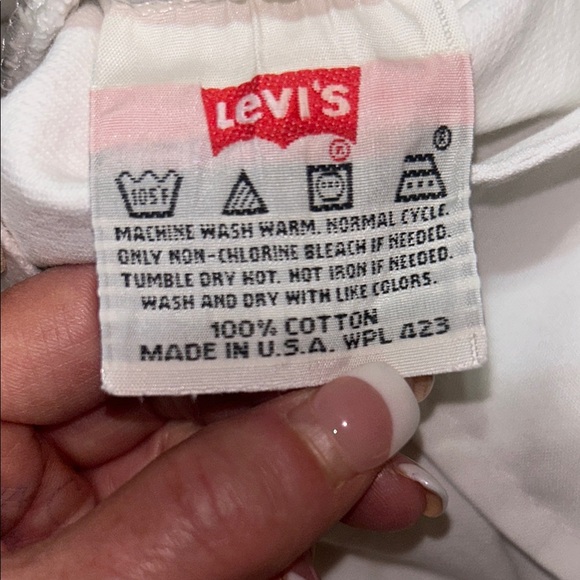 LeVI'S
®
®
105F
MACHINE WASH WARM. NORMAL CYCLE.
ONLY NON-CHLORINE BLEACH IF NEEDED.
TUMBLE DRY HOT. HOT IRON IF NEEDED.
WASH AND DRY WITH LIKE COLORS.
100% COTTON
MADE IN U.S.A. WPL 423